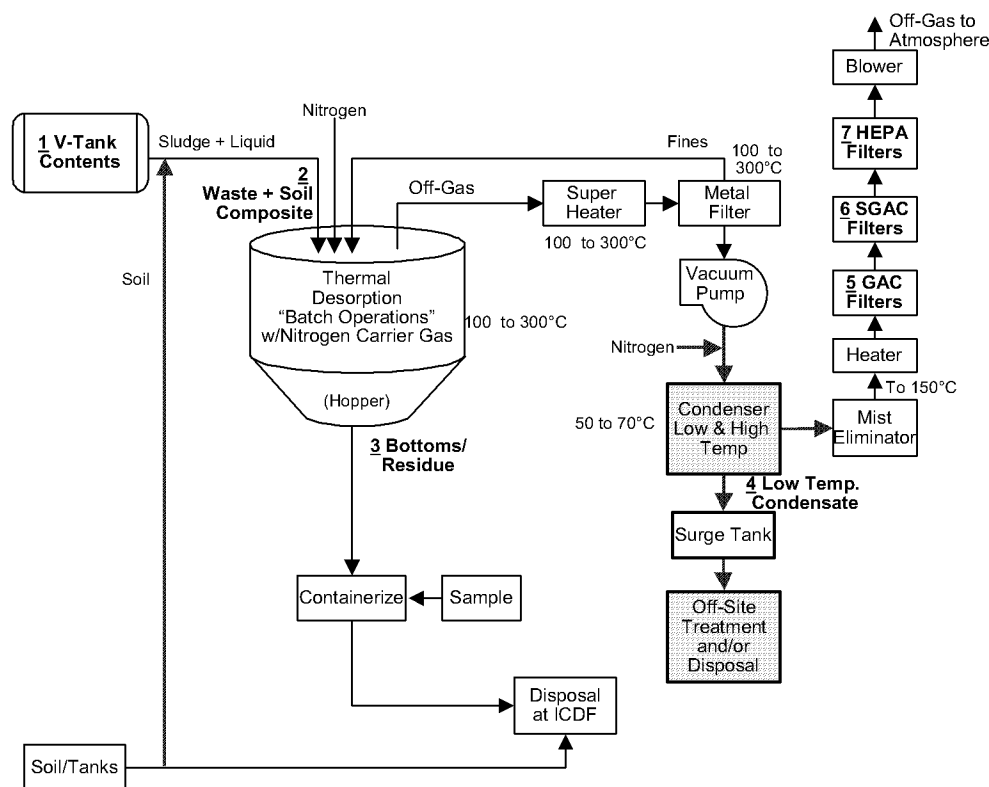 Off-Gas to
Atmosphere
Blower
7 HEPA
Filters
6 SGAC
Filters
5 GAC
Filters
Heater
To 150°C
Mist
Eliminator
1 V-Tank
Contents
Sludge + Liquid
Nitrogen
2
Waste + Soil
Composite
Soil
Off-Gas
Fines
100 to
300°C
Super
Heater
100 to 300°C
Metal
Filter
Vacuum
Pump
Thermal
Desorption
“Batch Operations”
w/Nitrogen Carrier Gas
100 to 300°C
(Hopper)
Nitrogen
50 to 70°C
Condenser
Low & High
Temp
3 Bottoms/
Residue
4 Low Temp.
Condensate
Surge Tank
Off-Site
Treatment
and/or
Disposal
Containerize
Sample
Disposal
at ICDF
Soil/Tanks